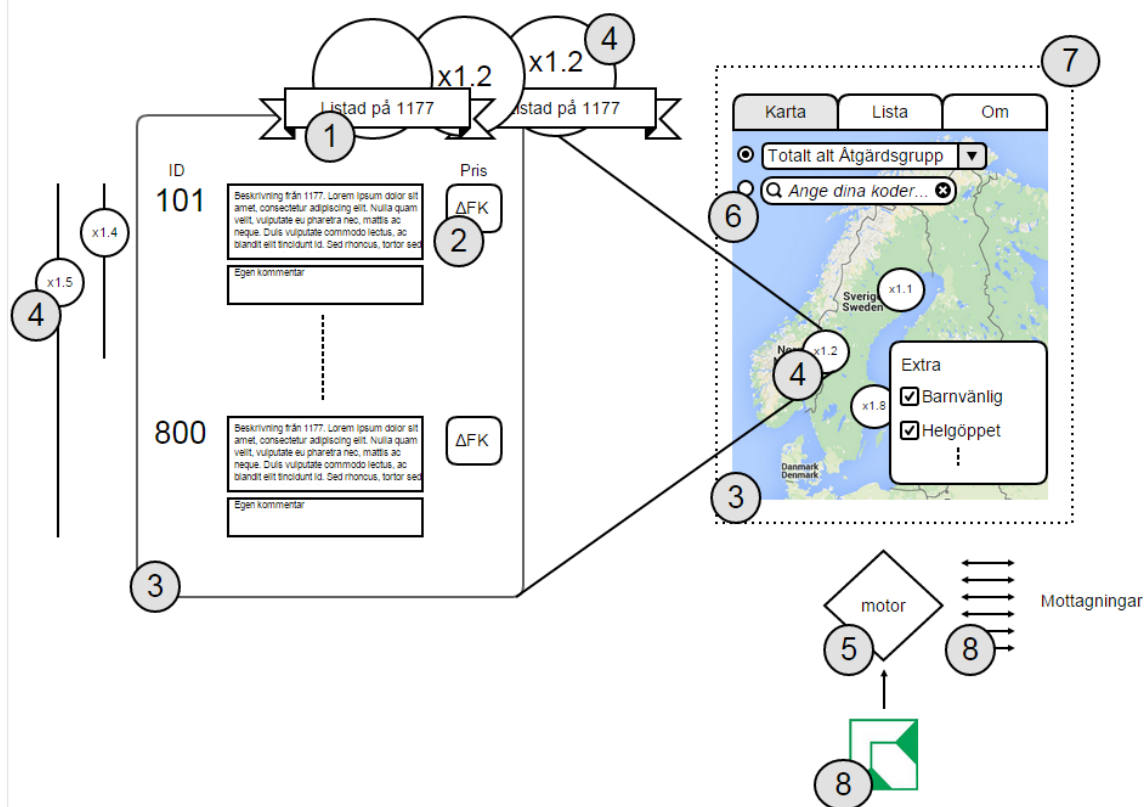 x1.2
x1.2
4
Listad på 1177
Listad på 1177
1
ID
Pris
101
Beskrivning från 1177. Lorem ipsum dolor sit
amet, consectetur adipiscing elit. Nulla quam
velit, vulputate eu pharetra nec, mattis ac
neque. Duis vulputate commodo lectus, ac
blandit elit tincidunt id. Sed rhoncus, tortor sed
ΔFK
2
Egen kommentar
x1.4
x1.5
4
800
Beskrivning från 1177. Lorem ipsum dolor sit
amet, consectetur adipiscing elit. Nulla quam
velit, vulputate eu pharetra nec, mattis ac
neque. Duis vulputate commodo lectus, ac
blandit elit tincidunt id. Sed rhoncus, tortor sed
ΔFK
Egen kommentar
3
7
Karta
Lista
Om
Totalt alt Åtgärdsgrupp
Ange dina koder...
6
x1.1
Sverige
Sweden
x1.2
4
x1.8
Extra
Barnvänlig
Helgöppet
Danmark
Denmark
3
motor
5
8
Mottagningar
8